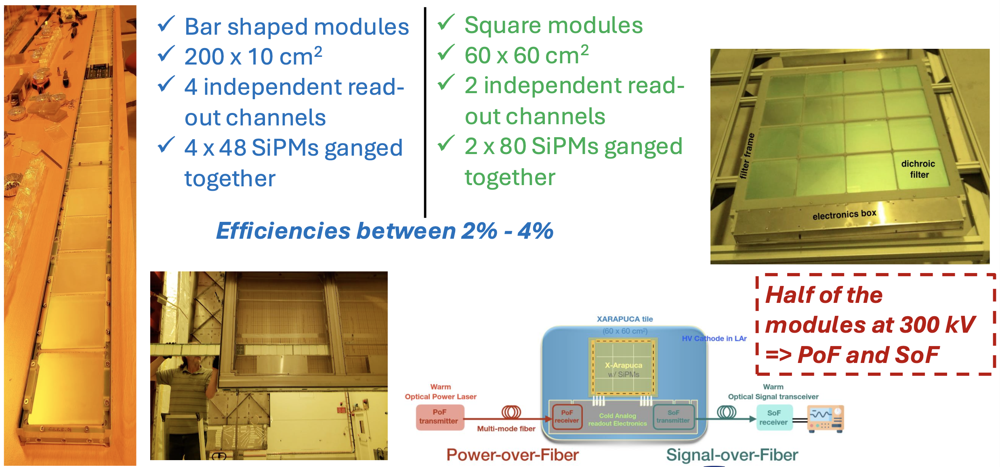 ✓ Bar shaped modules
✓ 200 x 10 cm²
✓ 4 independent read-
out channels
✓ 4 x 48 SiPMs ganged
together
✓ Square modules
✓ 60 x 60 cm²
✓ 2 independent read-
out channels
✓ 2 x 80 SiPMs ganged
together
Efficiencies between 2% - 4%
filter frame
dichroic
filter
electronics box
Half of the
modules at 300 kV
=> PoF and SoF
XARAPUCA tile
(60 x 60 cm²)
HV Cathode in LAr
X-Arapuca
w/ SiPMs
Warm
Optical Power Laser
PoF
transmitter
Multi-mode fiber
PoF
receiver
Cold Analog
readout Electronics
SoF
transmitter
Warm
Optical Signal transceiver
SoF
receiver
Power-over-Fiber
Signal-over-Fiber